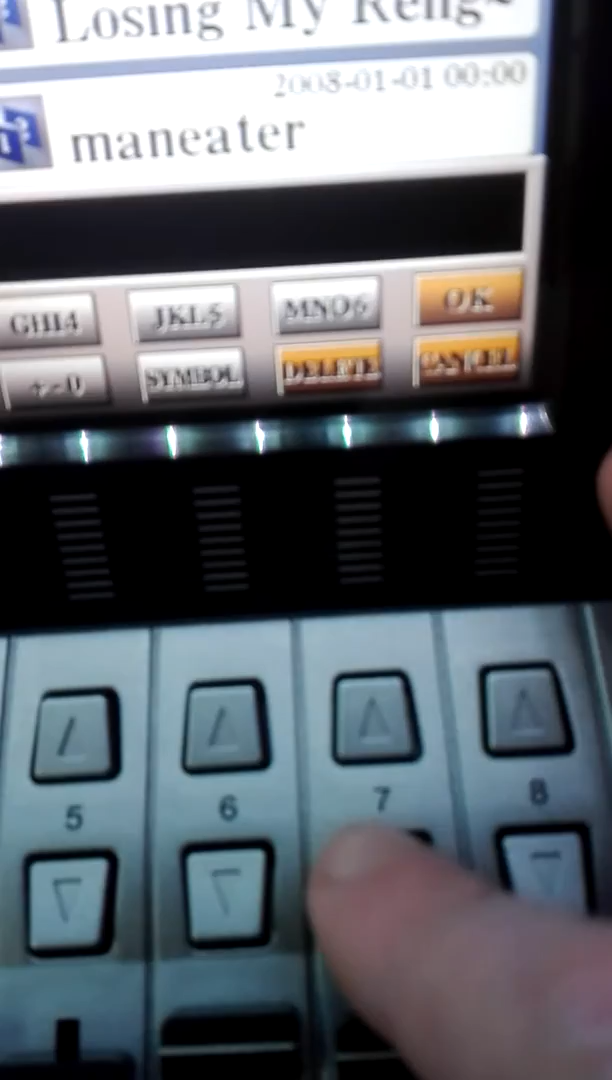 Losing My Relig~
2008-01-01 00:00
maneater
GHI4 JKL5 MNO6 OK
+-0 SYMBOL DELETE CANCEL
5 6 7 8